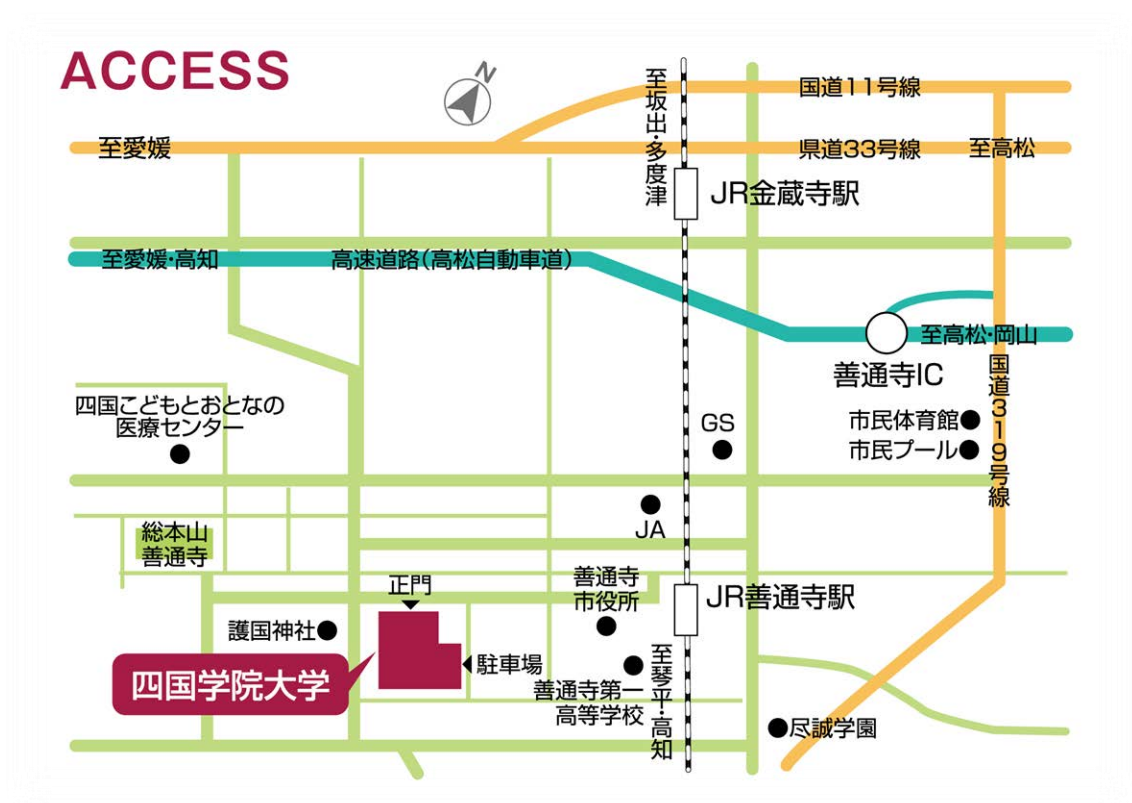 ACCESS
N
至坂出・多度津
国道11号線
至愛媛
県道33号線
至高松
JR金蔵寺駅
至愛媛・高知
高速道路(高松自動車道)
至高松・岡山
善通寺IC
国道319号線
四国こどもとおとなの
医療センター
GS
市民体育館
市民プール
JA
総本山
善通寺
正門
善通寺
市役所
JR善通寺駅
護国神社
四国学院大学
駐車場
善通寺第一
高等学校
至琴平・高知
尽誠学園